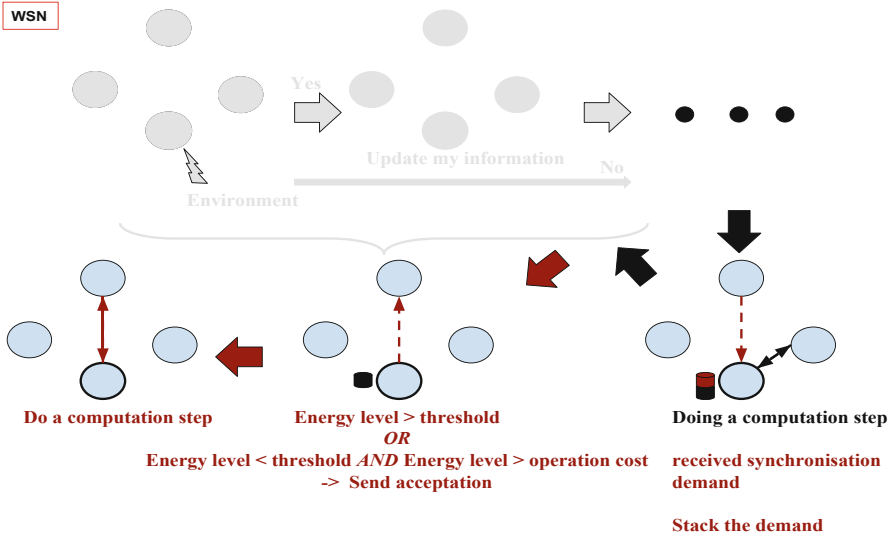 WSN
Yes
Update my information
No
Environment
Do a computation step
Energy level > threshold
OR
Energy level < threshold AND Energy level > operation cost
-> Send acceptation
Doing a computation step
received synchronisation
demand
Stack the demand